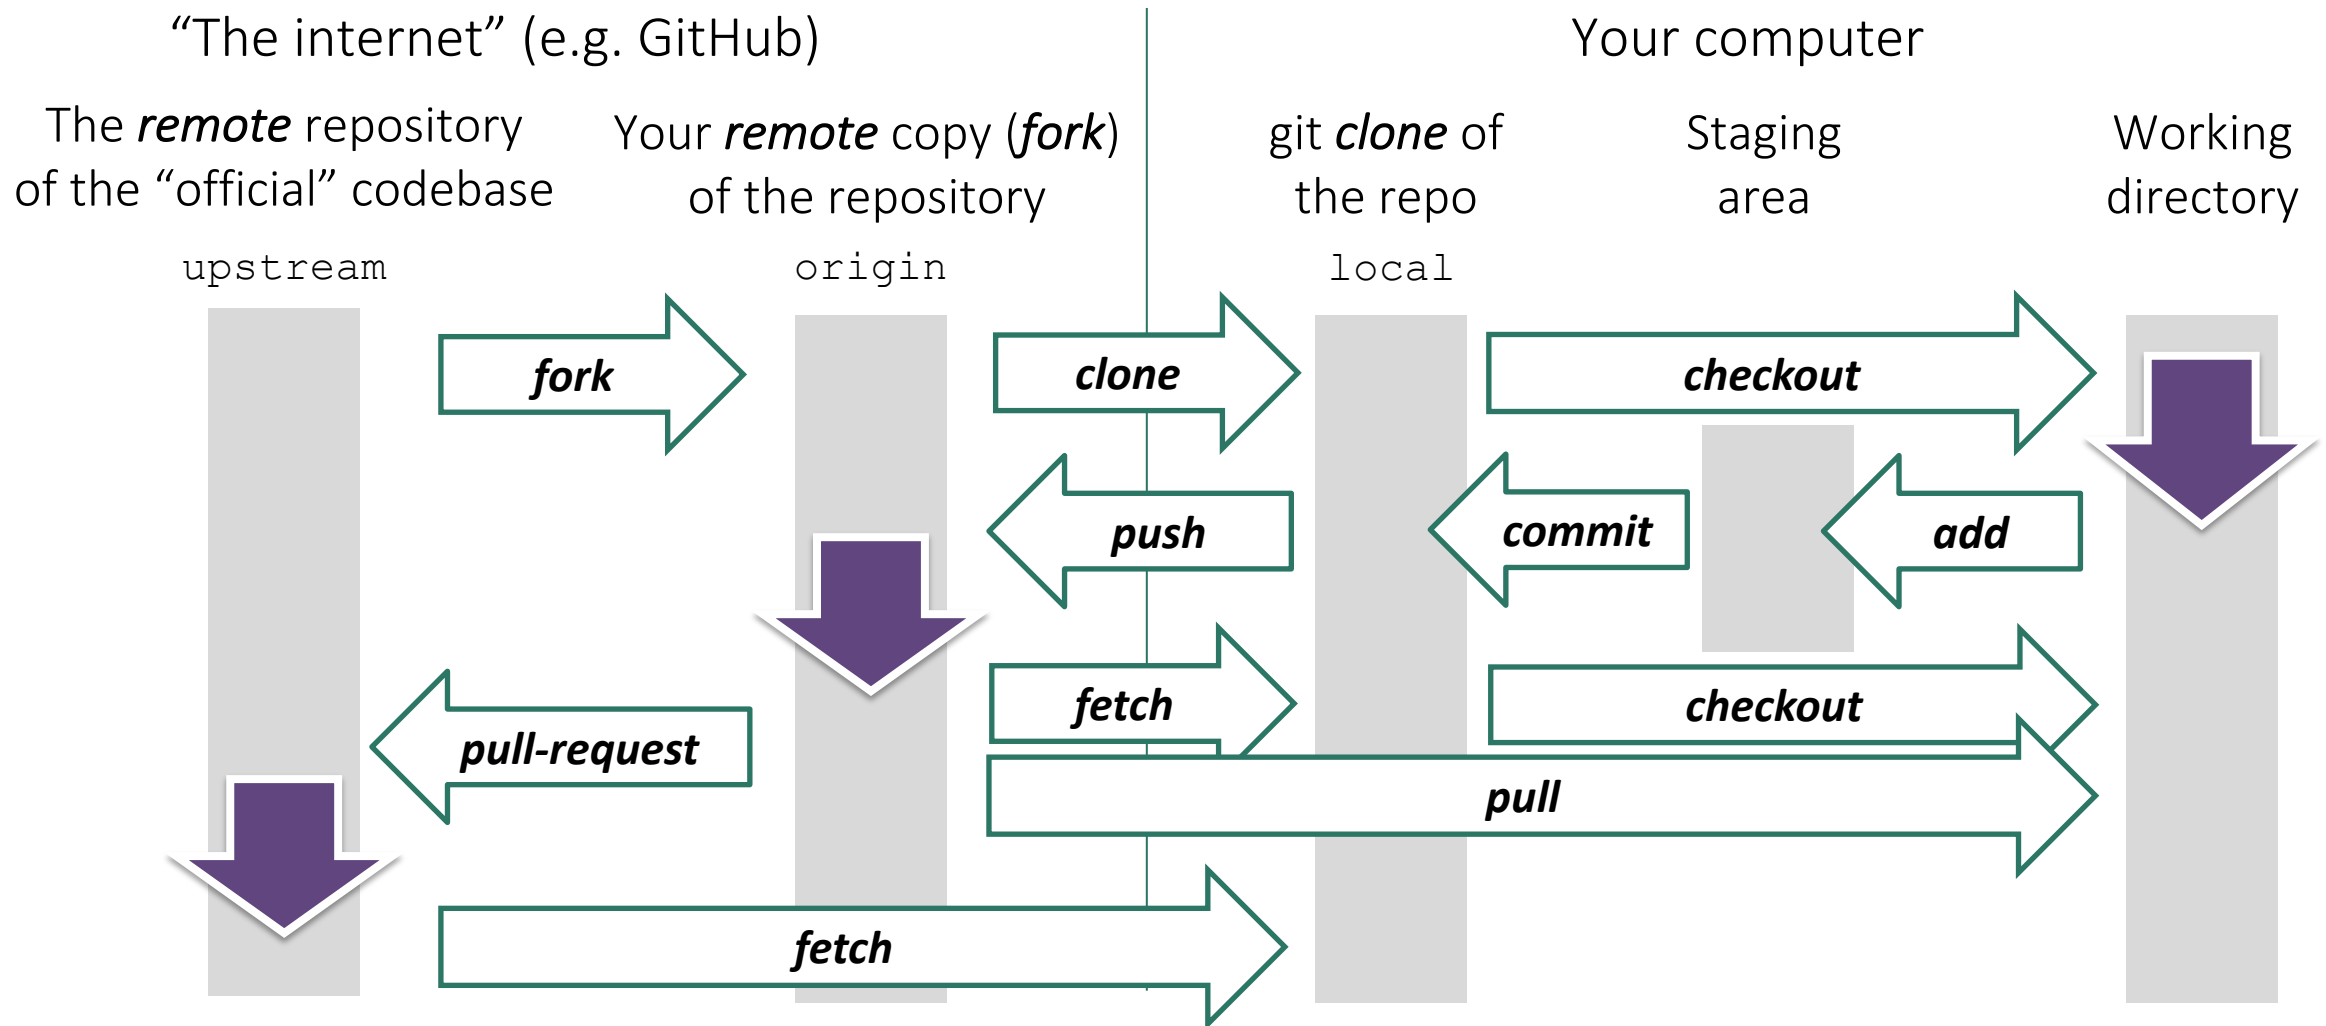 “The internet” (e.g. GitHub)
Your computer
The remote repository
of the “official” codebase
upstream
Your remote copy (fork)
of the repository
origin
git clone of
the repo
local
Staging
area
Working
directory
fork
clone
checkout
push
commit
add
fetch
checkout
pull-request
pull
fetch